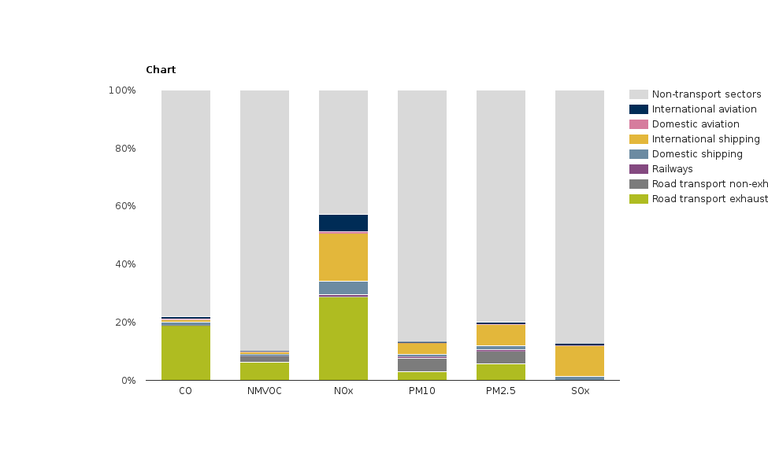 Chart
100%
80%
60%
40%
20%
0%
CO
NMVOC
NOx
PM10
PM2.5
SOx
Non-transport sectors
International aviation
Domestic aviation
International shipping
Domestic shipping
Railways
Road transport non-exh
Road transport exhaust